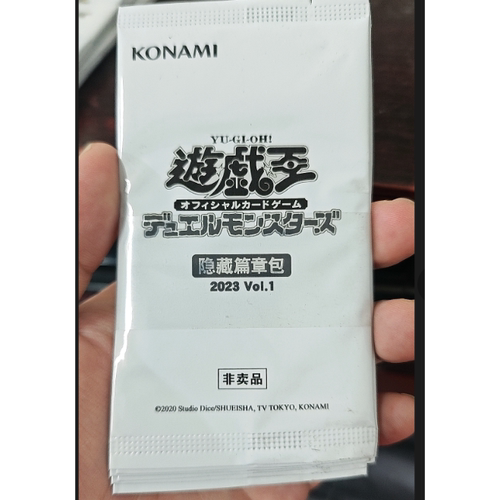 KONAMI
YU-GI-OH!
遊戯王
オフィシャルカードゲーム
デュエルモンスターズ
隐藏篇章包
2023 Vol.1
非卖品
©2020 Studio Dice/SHUEISHA, TV TOKYO, KONAMI